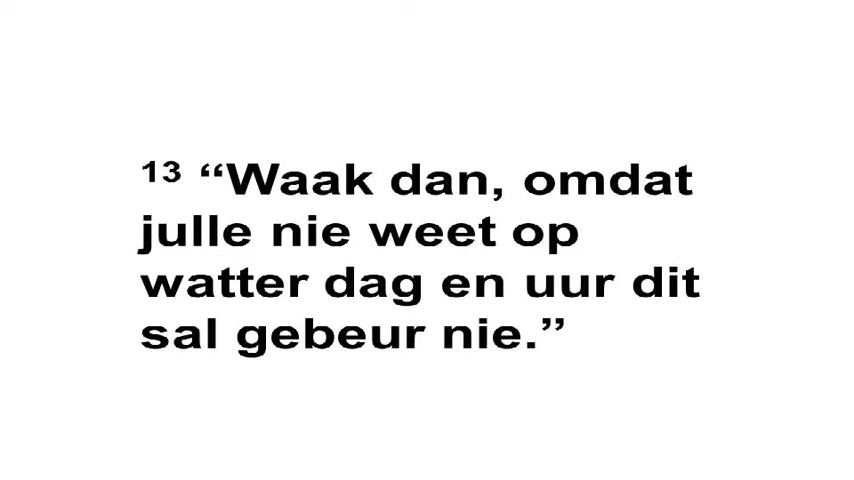 ¹³ “Waak dan, omdat
julle nie weet op
watter dag en uur dit
sal gebeur nie.”